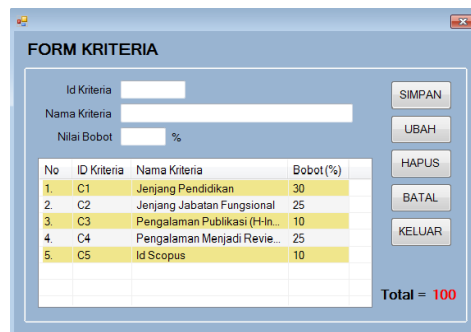 FORM KRITERIA
Id Kriteria
Nama Kriteria
Nilai Bobot %
SIMPAN
UBAH
HAPUS
BATAL
KELUAR
No ID Kriteria Nama Kriteria Bobot (%)
1. C1 Jenjang Pendidikan 30
2. C2 Jenjang Jabatan Fungsional 25
3. C3 Pengalaman Publikasi (H-In... 10
4. C4 Pengalaman Menjadi Revie... 25
5. C5 Id Scopus 10
Total = 100